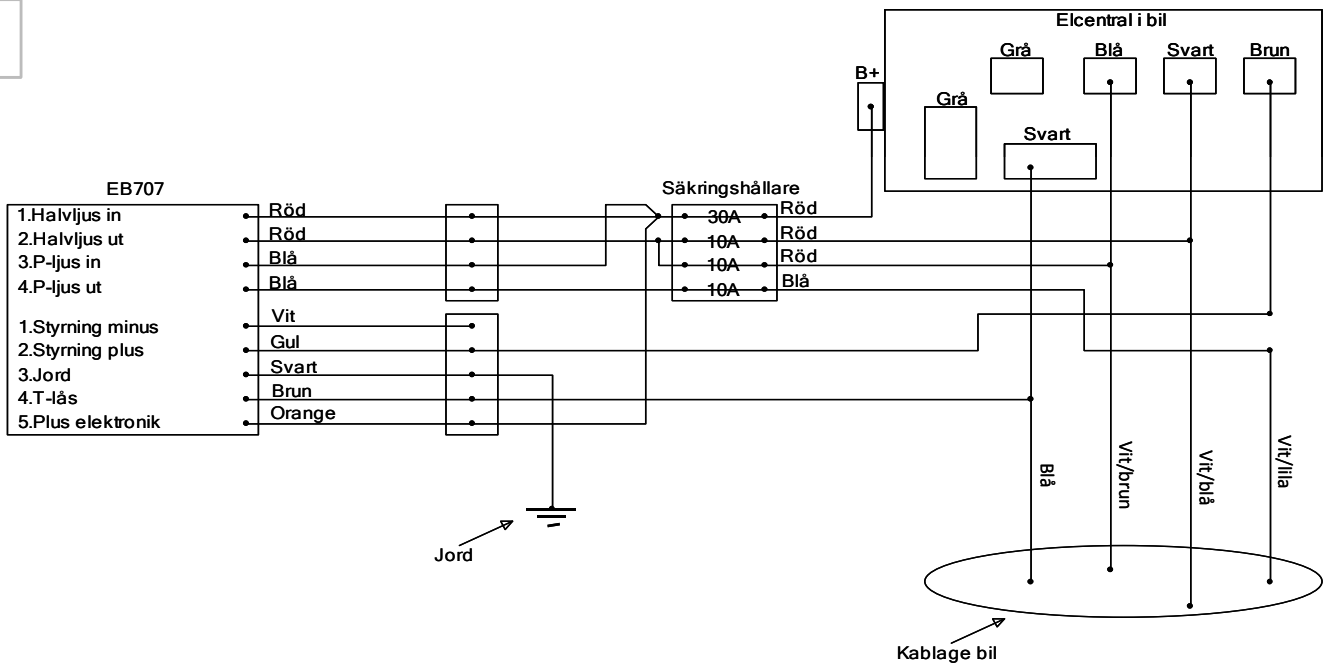 Elcentral i bil
Grå
Blå
Svart
Brun
B+
Grå
Svart
EB707
Säkringshållare
1.Halvljus in
Röd
30A
Röd
2.Halvljus ut
Röd
10A
Röd
3.P-ljus in
Blå
10A
Röd
4.P-ljus ut
Blå
10A
Blå
1.Styrning minus
Vit
2.Styrning plus
Gul
3.Jord
Svart
4.T-lås
Brun
5.Plus elektronik
Orange
Blå
Vit/brun
Vit/blå
Vit/lila
Jord
Kablage bil